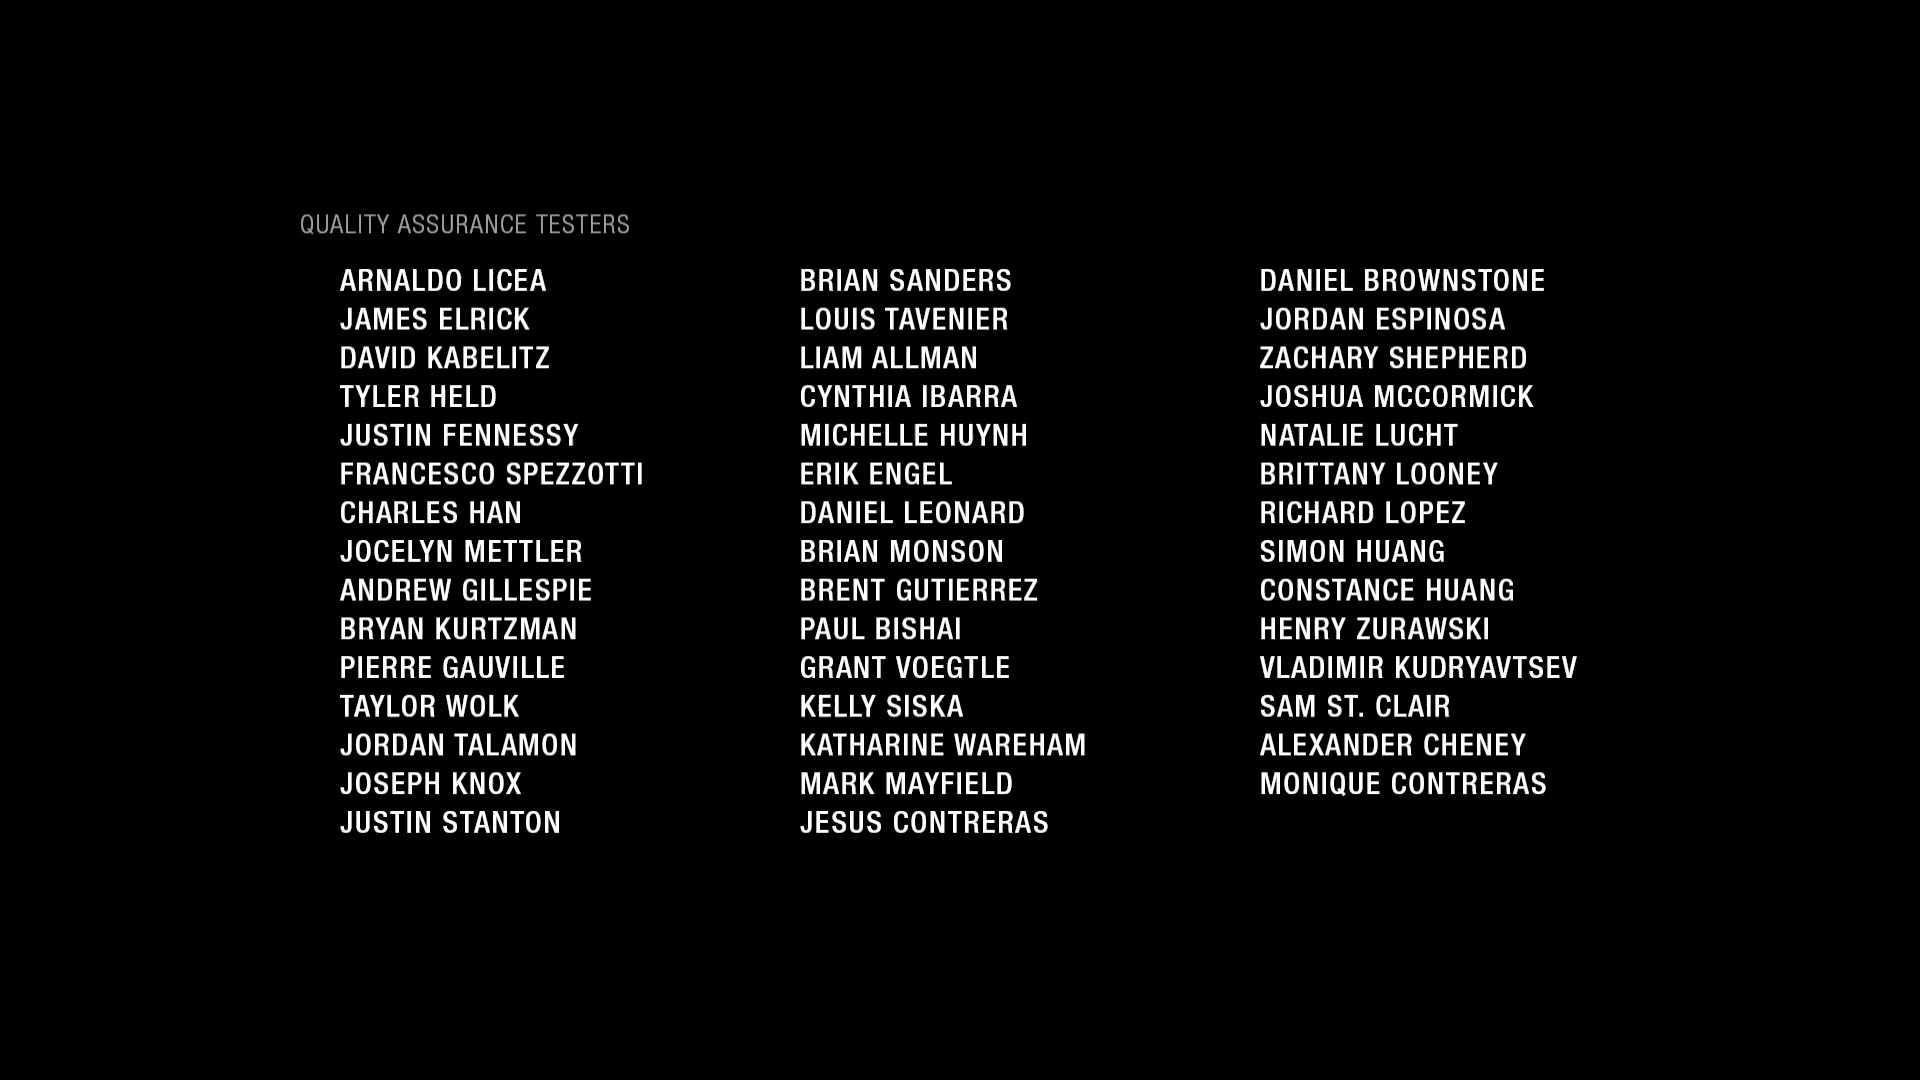 QUALITY ASSURANCE TESTERS
ARNALDO LICEA
JAMES ELRICK
DAVID KABELITZ
TYLER HELD
JUSTIN FENNESSY
FRANCESCO SPEZZOTTI
CHARLES HAN
JOCELYN METTLER
ANDREW GILLESPIE
BRYAN KURTZMAN
PIERRE GAUVILLE
TAYLOR WOLK
JORDAN TALAMON
JOSEPH KNOX
JUSTIN STANTON
BRIAN SANDERS
LOUIS TAVENIER
LIAM ALLMAN
CYNTHIA IBARRA
MICHELLE HUYNH
ERIK ENGEL
DANIEL LEONARD
BRIAN MONSON
BRENT GUTIERREZ
PAUL BISHAI
GRANT VOEGTLE
KELLY SISKA
KATHARINE WAREHAM
MARK MAYFIELD
JESUS CONTRERAS
DANIEL BROWNSTONE
JORDAN ESPINOSA
ZACHARY SHEPHERD
JOSHUA MCCORMICK
NATALIE LUCHT
BRITTANY LOONEY
RICHARD LOPEZ
SIMON HUANG
CONSTANCE HUANG
HENRY ZURAWSKI
VLADIMIR KUDRYAVTSEV
SAM ST. CLAIR
ALEXANDER CHENEY
MONIQUE CONTRERAS